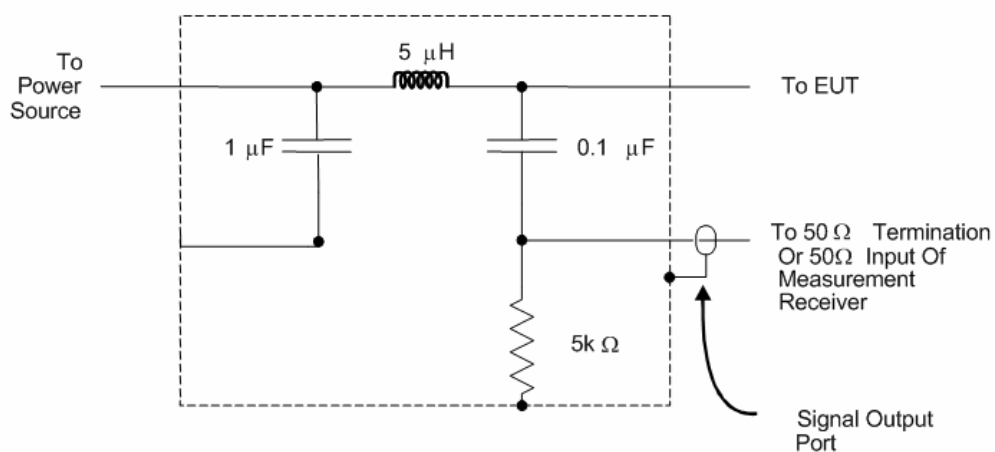 To
Power
Source
5 μH
To EUT
1 μF
0.1 μF
To 50 Ω Termination
Or 50Ω Input Of
Measurement
Receiver
5k Ω
Signal Output
Port